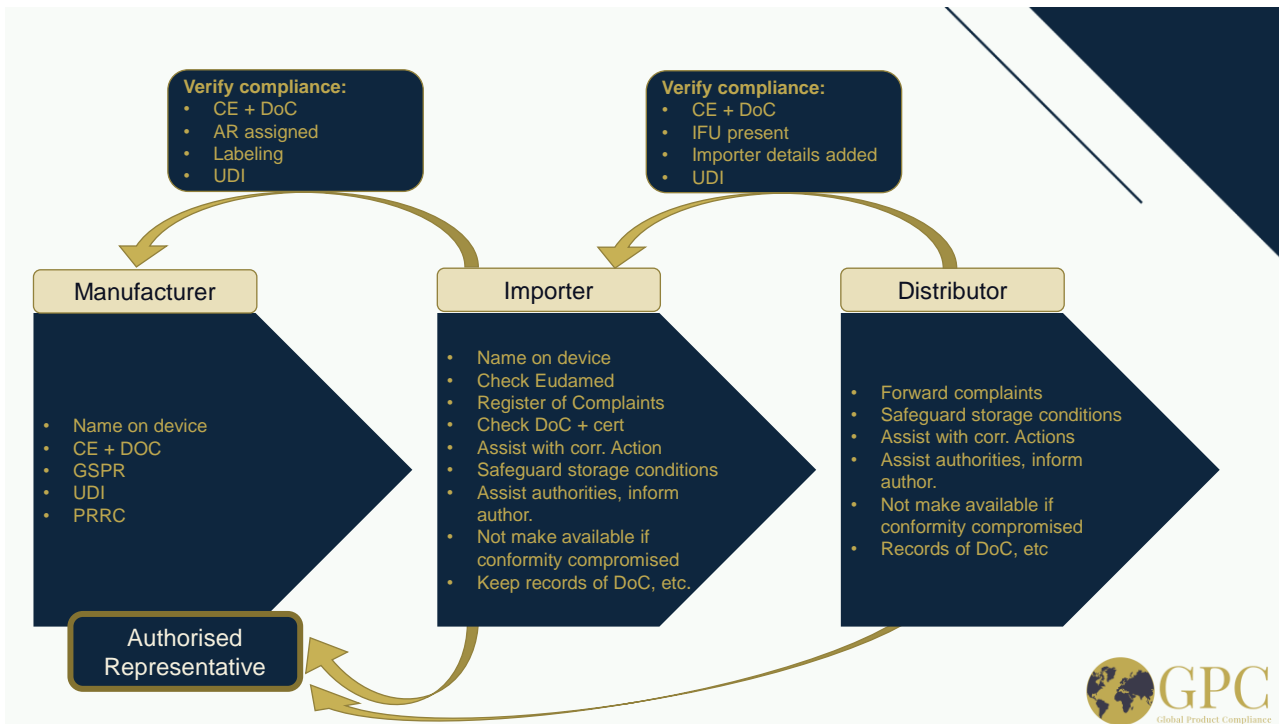 Verify compliance:
• CE + DoC
• AR assigned
• Labeling
• UDI
Verify compliance:
• CE + DoC
• IFU present
• Importer details added
• UDI
Manufacturer
• Name on device
• CE + DOC
• GSPR
• UDI
• PRRC
Authorised
Representative
Importer
• Name on device
• Check Eudamed
• Register of Complaints
• Check DoC + cert
• Assist with corr. Action
• Safeguard storage conditions
• Assist authorities, inform
author.
• Not make available if
conformity compromised
• Keep records of DoC, etc.
Distributor
• Forward complaints
• Safeguard storage conditions
• Assist with corr. Actions
• Assist authorities, inform
author.
• Not make available if
conformity compromised
• Records of DoC, etc
GPC
Global Product Compliance